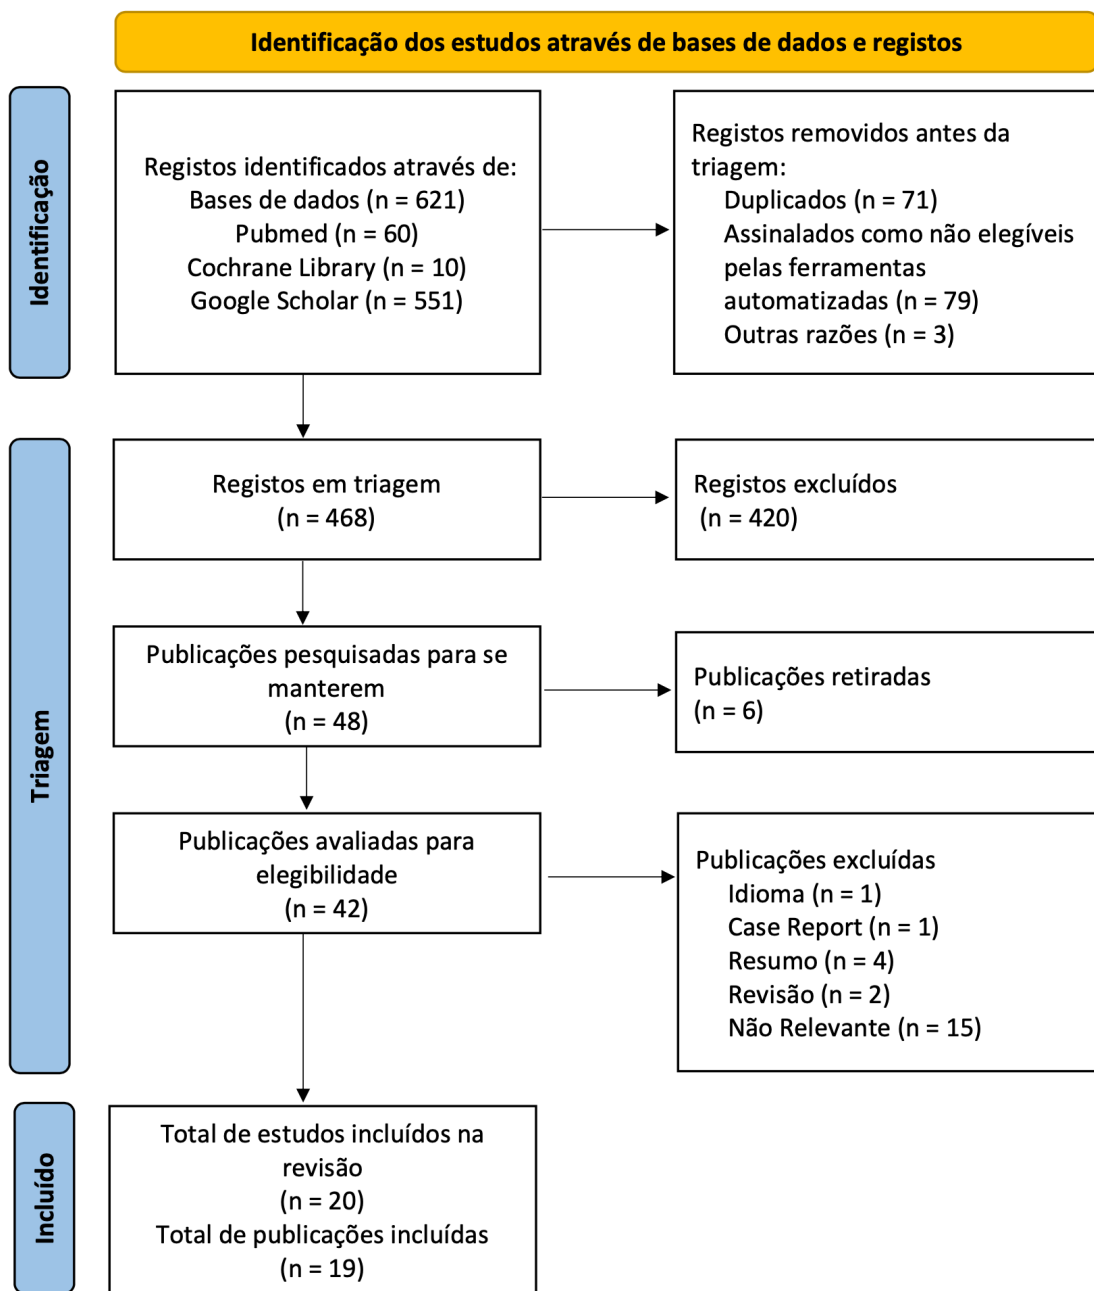 Identificação dos estudos através de bases de dados e registos
Identificação
Registos identificados através de:
Bases de dados (n = 621)
Pubmed (n = 60)
Cochrane Library (n = 10)
Google Scholar (n = 551)
Registos removidos antes da
triagem:
Duplicados (n = 71)
Assinalados como não elegíveis
pelas ferramentas
automatizadas (n = 79)
Outras razões (n = 3)
Triagem
Registos em triagem
(n = 468)
Registos excluídos
(n = 420)
Publicações pesquisadas para se
manterem
(n = 48)
Publicações retiradas
(n = 6)
Publicações avaliadas para
elegibilidade
(n = 42)
Publicações excluídas
Idioma (n = 1)
Case Report (n = 1)
Resumo (n = 4)
Revisão (n = 2)
Não Relevante (n = 15)
Incluído
Total de estudos incluídos na
revisão
(n = 20)
Total de publicações incluídas
(n = 19)